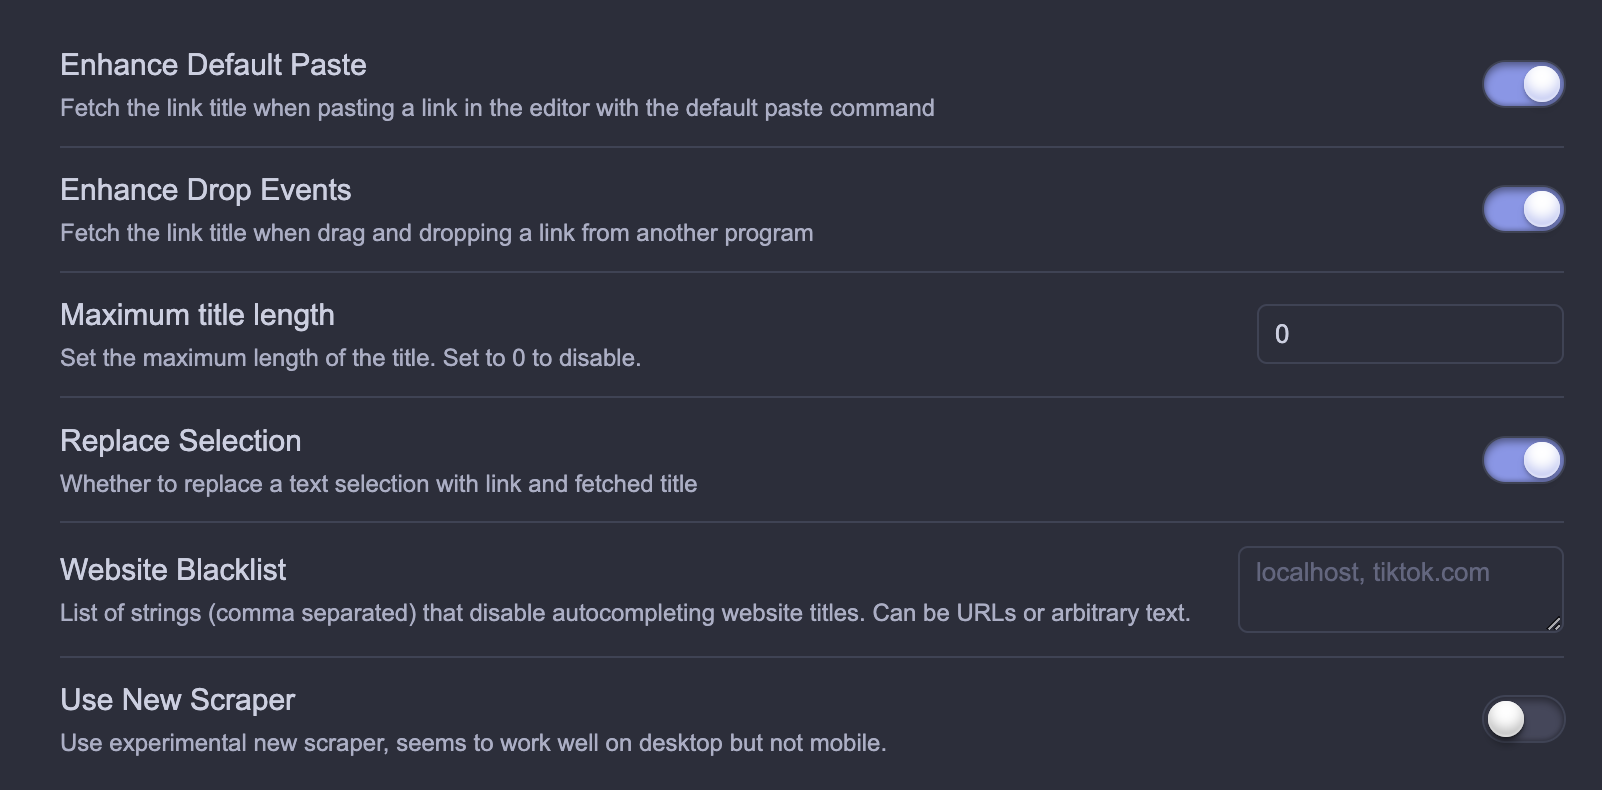 Enhance Default Paste
Fetch the link title when pasting a link in the editor with the default paste command
Enhance Drop Events
Fetch the link title when drag and dropping a link from another program
Maximum title length
Set the maximum length of the title. Set to 0 to disable.
0
Replace Selection
Whether to replace a text selection with link and fetched title
Website Blacklist
List of strings (comma separated) that disable autocompleting website titles. Can be URLs or arbitrary text.
localhost, tiktok.com
Use New Scraper
Use experimental new scraper, seems to work well on desktop but not mobile.